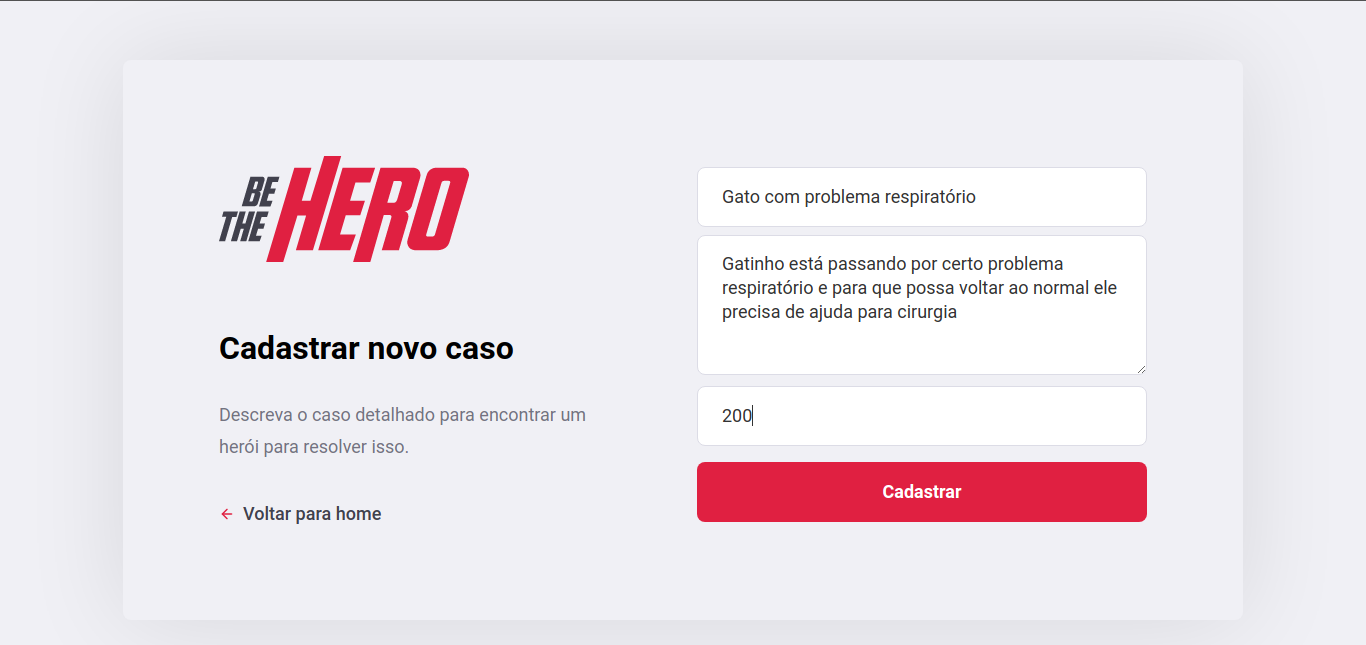 BE
THE
HERO
Cadastrar novo caso
Descreva o caso detalhado para encontrar um
herói para resolver isso.
Voltar para home
Gato com problema respiratório
Gatinho está passando por certo problema
respiratório e para que possa voltar ao normal ele
precisa de ajuda para cirurgia
200
Cadastrar